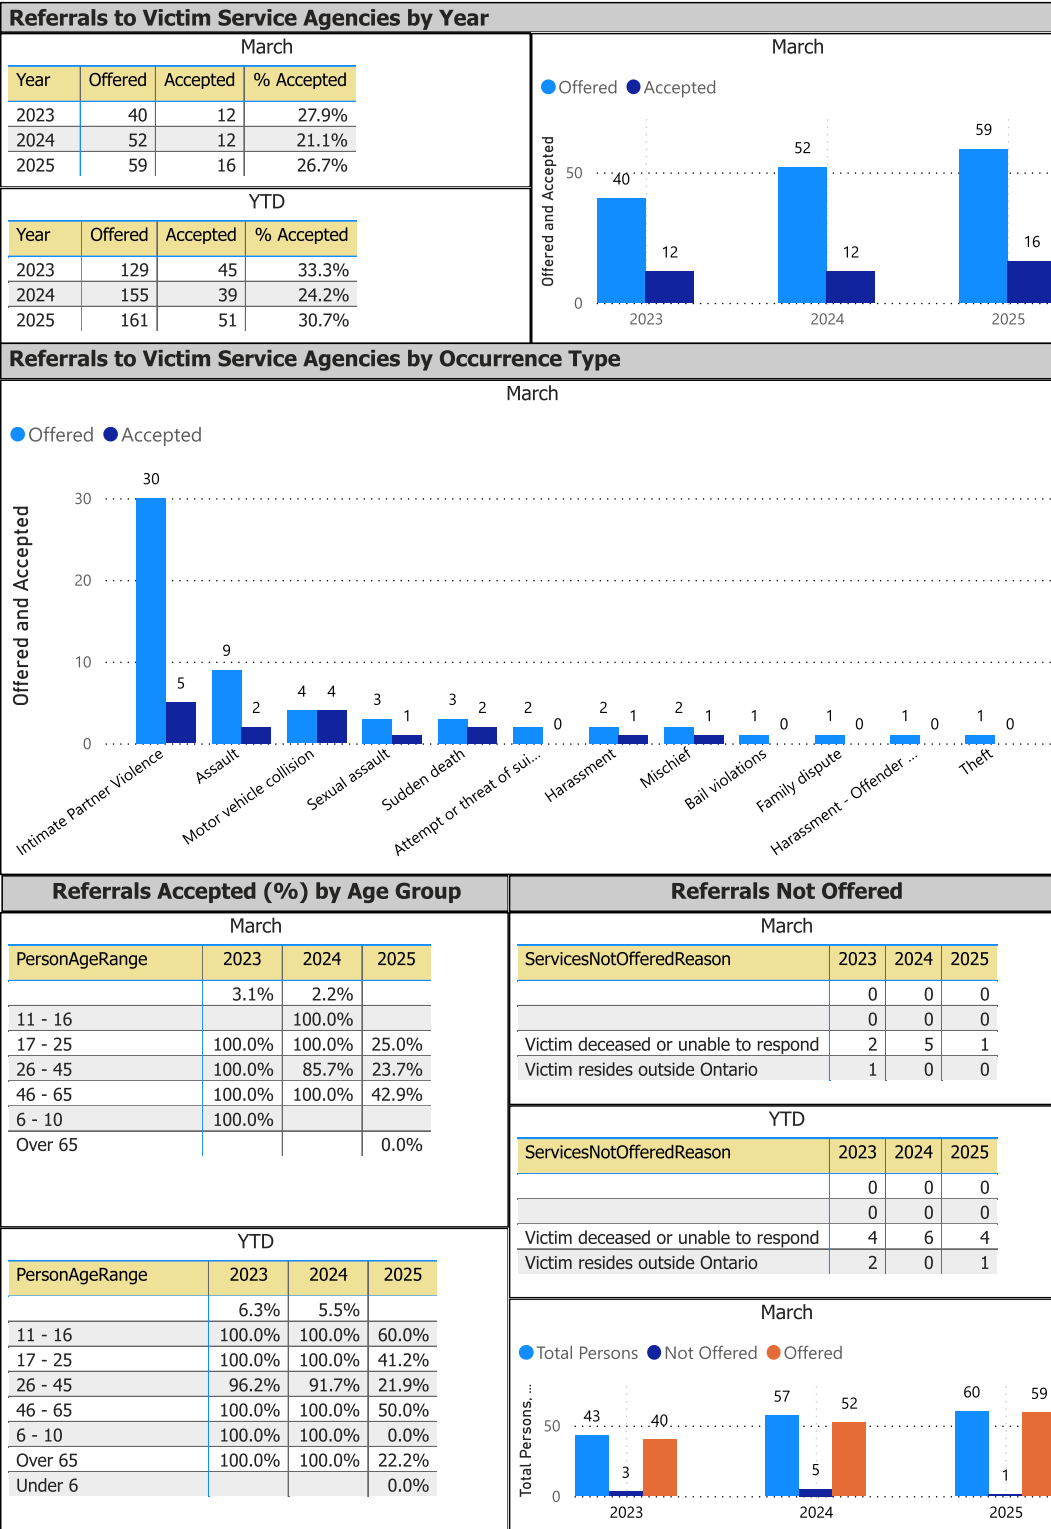 Referrals to Victim Service Agencies by Year
March
Year Offered Accepted % Accepted
2023 40 12 27.9%
2024 52 12 21.1%
2025 59 16 26.7%
YTD
Year Offered Accepted % Accepted
2023 129 45 33.3%
2024 155 39 24.2%
2025 161 51 30.7%
March
Offered Accepted
Offered and Accepted
50
0
40 12 52 12 59 16
2023 2024 2025
Referrals to Victim Service Agencies by Occurrence Type
March
Offered Accepted
Offered and Accepted
30
20
10
0
30 5 9 2 4 4 3 1 3 2 2 0 2 1 2 1 1 0 1 0 1 0 1 0
Intimate Partner Violence
Assault
Motor vehicle collision
Sexual assault
Sudden death
Attempt or threat of sui...
Harassment
Mischief
Bail violations
Family dispute
Harassment - Offender ...
Theft
Referrals Accepted (%) by Age Group
March
PersonAgeRange 2023 2024 2025
3.1% 2.2%
11 - 16 100.0%
17 - 25 100.0% 100.0% 25.0%
26 - 45 100.0% 85.7% 23.7%
46 - 65 100.0% 100.0% 42.9%
6 - 10 100.0%
Over 65 0.0%
YTD
PersonAgeRange 2023 2024 2025
6.3% 5.5%
11 - 16 100.0% 100.0% 60.0%
17 - 25 100.0% 100.0% 41.2%
26 - 45 96.2% 91.7% 21.9%
46 - 65 100.0% 100.0% 50.0%
6 - 10 100.0% 100.0% 0.0%
Over 65 100.0% 100.0% 22.2%
Under 6 0.0%
Referrals Not Offered
March
ServicesNotOfferedReason 2023 2024 2025
0 0 0
0 0 0
Victim deceased or unable to respond 2 5 1
Victim resides outside Ontario 1 0 0
YTD
ServicesNotOfferedReason 2023 2024 2025
0 0 0
0 0 0
Victim deceased or unable to respond 4 6 4
Victim resides outside Ontario 2 0 1
March
Total Persons Not Offered Offered
Total Persons, ...
50
0
43 3 40 57 5 52 60 1 59
2023 2024 2025